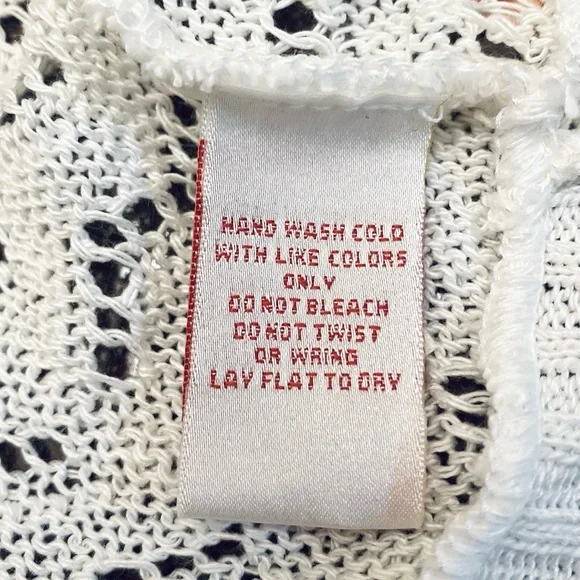 HAND WASH COLD
WITH LIKE COLORS
ONLY
DO NOT BLEACH
DO NOT TWIST
OR WRING
LAY FLAT TO DRY